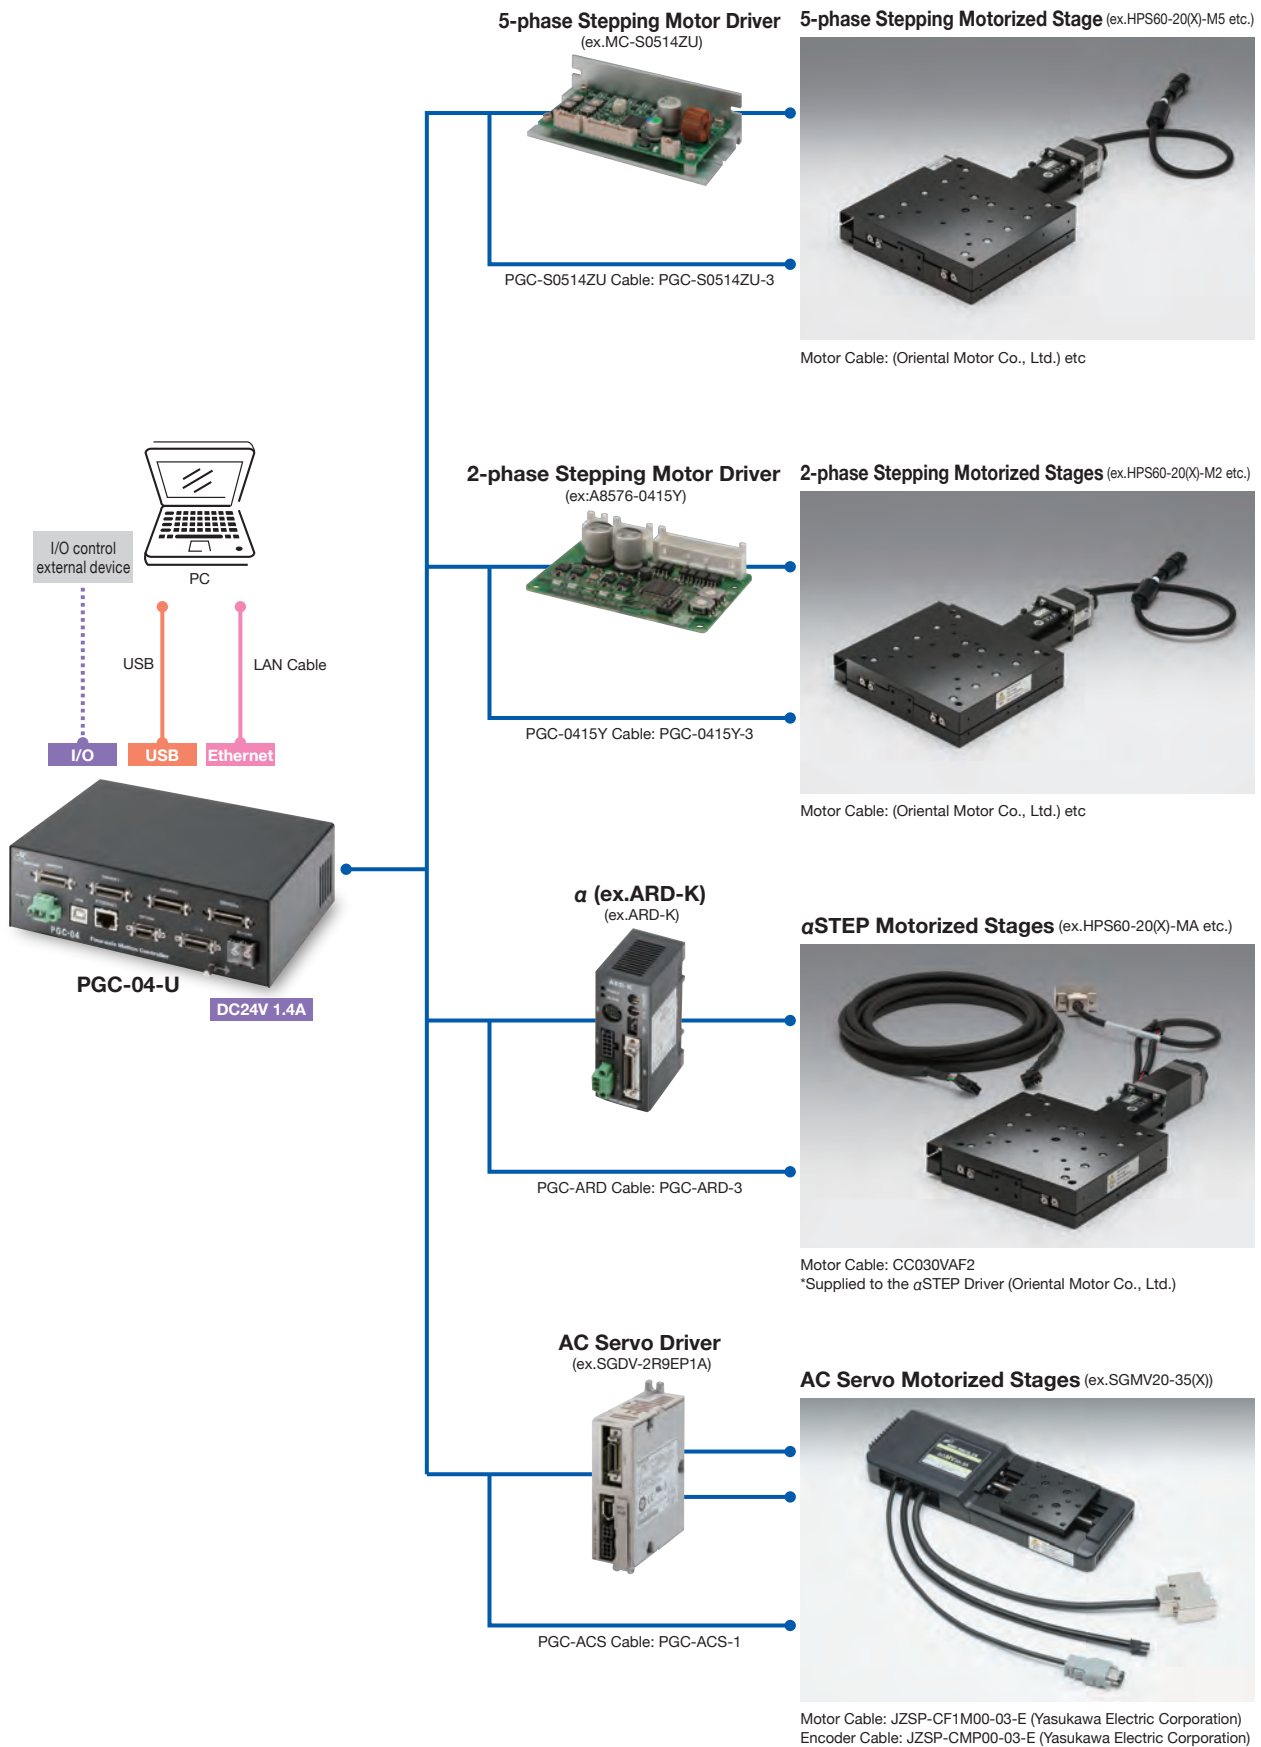 5-phase Stepping Motor Driver
(ex.MC-S0514ZU)
5-phase Stepping Motorized Stage (ex.HPS60-20(X)-M5 etc.)
PGC-S0514ZU Cable: PGC-S0514ZU-3
Motor Cable: (Oriental Motor Co., Ltd.) etc
2-phase Stepping Motor Driver
(ex:A8576-0415Y)
2-phase Stepping Motorized Stages (ex.HPS60-20(X)-M2 etc.)
I/O control
external device
PC
USB
LAN Cable
PGC-0415Y Cable: PGC-0415Y-3
I/O
USB
Ethernet
Motor Cable: (Oriental Motor Co., Ltd.) etc
PGC-04
PGC-04-U
DC24V 1.4A
α (ex.ARD-K)
(ex.ARD-K)
ARD-K
αSTEP Motorized Stages (ex.HPS60-20(X)-MA etc.)
PGC-ARD Cable: PGC-ARD-3
Motor Cable: CC030VAF2
*Supplied to the αSTEP Driver (Oriental Motor Co., Ltd.)
AC Servo Driver
(ex.SGDV-2R9EP1A)
AC Servo Motorized Stages (ex.SGMV20-35(X))
PGC-ACS Cable: PGC-ACS-1
Motor Cable: JZSP-CF1M00-03-E (Yasukawa Electric Corporation)
Encoder Cable: JZSP-CMP00-03-E (Yasukawa Electric Corporation)